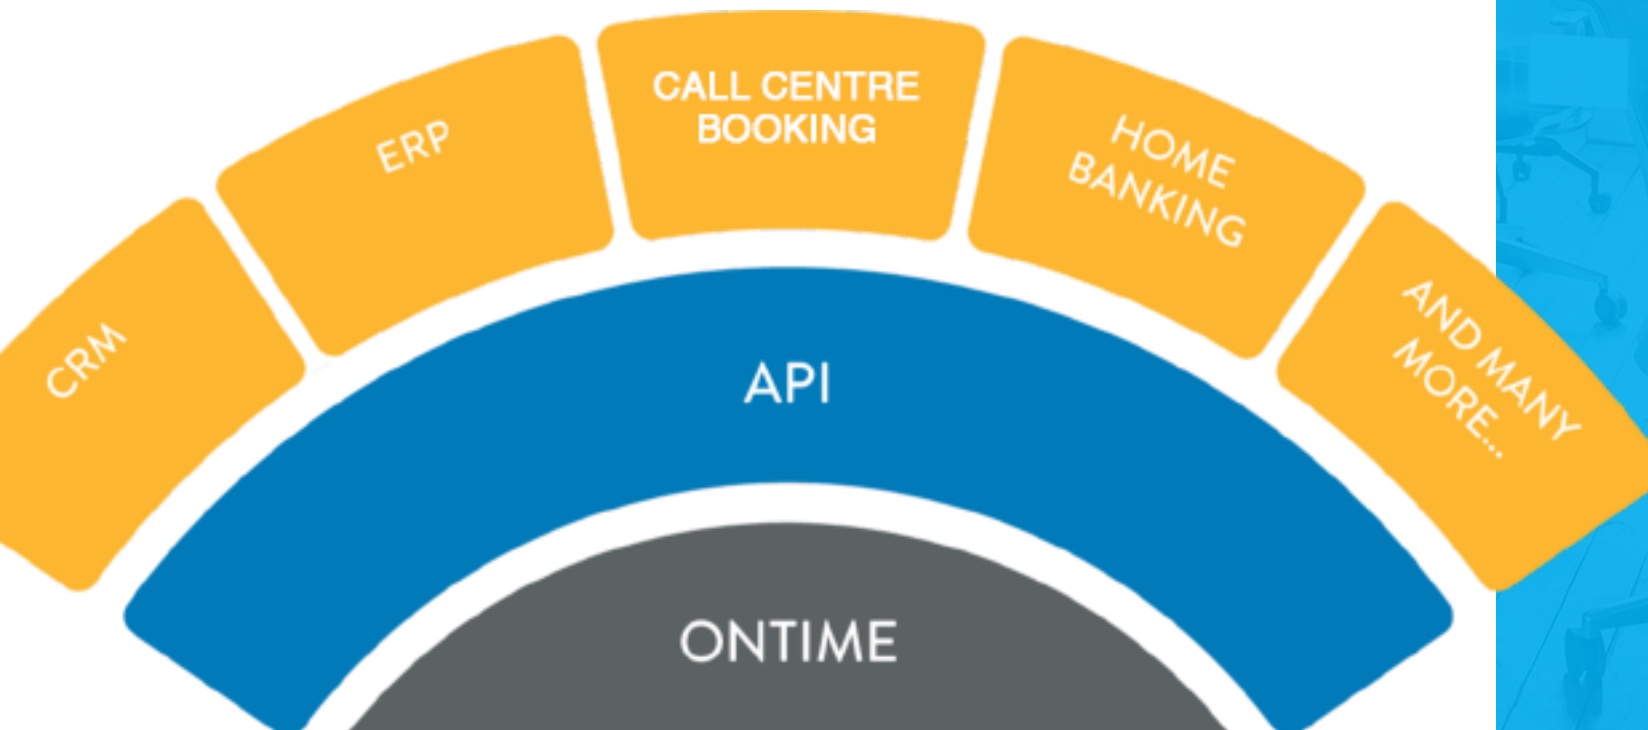 CRM
ERP
CALL CENTRE
BOOKING
HOME
BANKING
AND MANY
MORE...
API
ONTIME